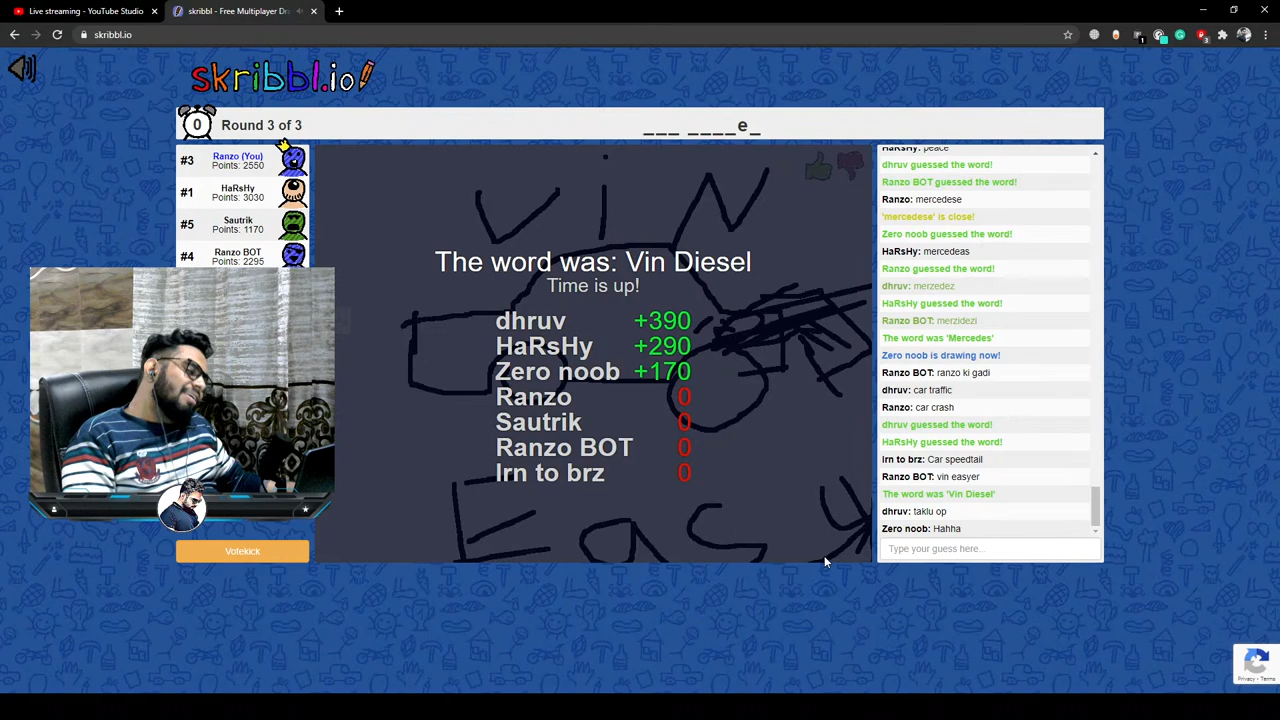 Live streaming - YouTube Studio
skribbl - Free Multiplayer Dra
skribbl.io
skribbl.io
0
Round 3 of 3
___ ____e_
#3
Ranzo (You)
Points: 2550
#1
HaRsHy
Points: 3030
#5
Sautrik
Points: 1170
#4
Ranzo BOT
Points: 2295
Votekick
VIN
The word was: Vin Diesel
Time is up!
dhruv +390
HaRsHy +290
Zero noob +170
Ranzo 0
Sautrik 0
Ranzo BOT 0
Irn to brz 0
Easy
HaRsHy: peace
dhruv guessed the word!
Ranzo BOT guessed the word!
Ranzo: mercedese
'mercedese' is close!
Zero noob guessed the word!
HaRsHy: mercedeas
Ranzo guessed the word!
dhruv: merzedez
HaRsHy guessed the word!
Ranzo BOT: merzidezi
The word was 'Mercedes'
Zero noob is drawing now!
Ranzo BOT: ranzo ki gadi
dhruv: car traffic
Ranzo: car crash
dhruv guessed the word!
HaRsHy guessed the word!
Irn to brz: Car speedtail
Ranzo BOT: vin easyer
The word was 'Vin Diesel'
dhruv: taklu op
Zero noob: Hahha
Type your guess here...
Privacy - Terms